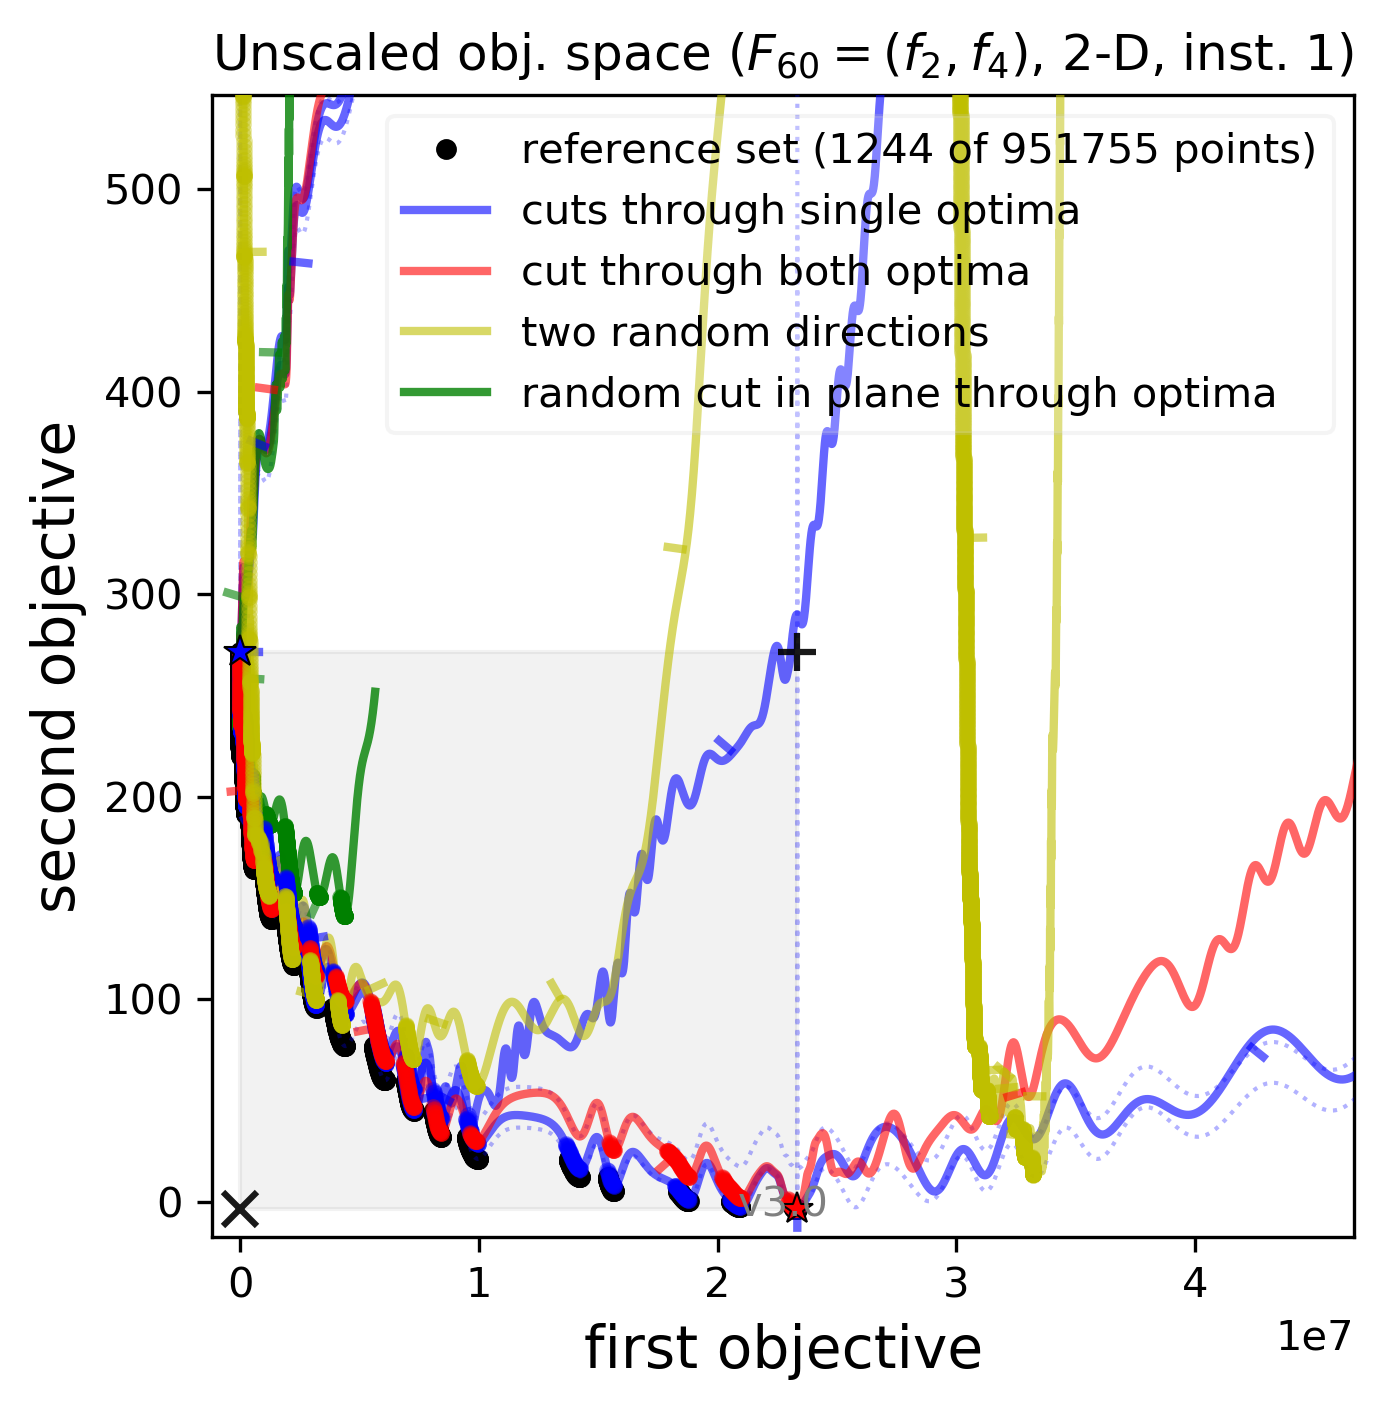 Unscaled obj. space (F60 = (f2, f4), 2-D, inst. 1)
reference set (1244 of 951755 points)
cuts through single optima
cut through both optima
two random directions
random cut in plane through optima
second objective
500
400
300
200
100
0
0 1 2 3 4
1e7
first objective